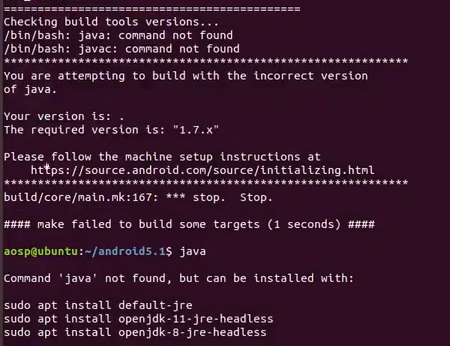 ============================================
Checking build tools versions...
/bin/bash: java: command not found
/bin/bash: javac: command not found
************************************************************
You are attempting to build with the incorrect version
of java.
Your version is: .
The required version is: "1.7.x"
Please follow the machine setup instructions at
https://source.android.com/source/initializing.html
************************************************************
build/core/main.mk:167: *** stop.  Stop.
#### make failed to build some targets (1 seconds) ####
aosp@ubuntu:~/android5.1$ java
Command 'java' not found, but can be installed with:
sudo apt install default-jre
sudo apt install openjdk-11-jre-headless
sudo apt install openjdk-8-jre-headless